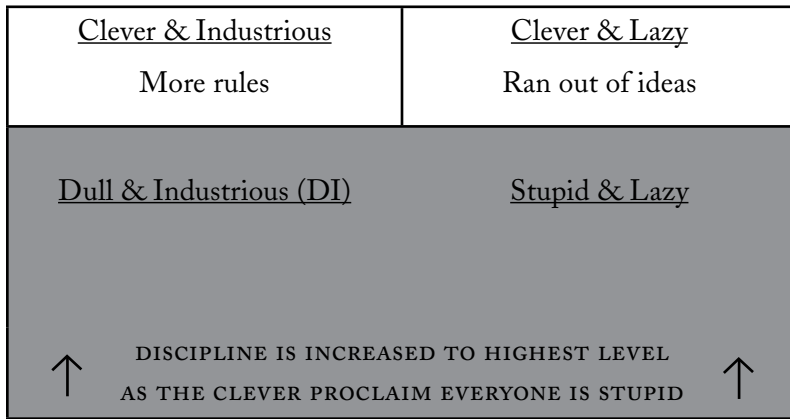 Clever & Industrious
More rules
Clever & Lazy
Ran out of ideas
Dull & Industrious (DI)
Stupid & Lazy
DISCIPLINE IS INCREASED TO HIGHEST LEVEL
AS THE CLEVER PROCLAIM EVERYONE IS STUPID